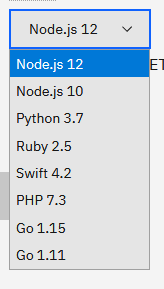 Node.js 12
Node.js 12
ET
Node.js 10
Python 3.7
Ruby 2.5
Swift 4.2
PHP 7.3
Go 1.15
Go 1.11